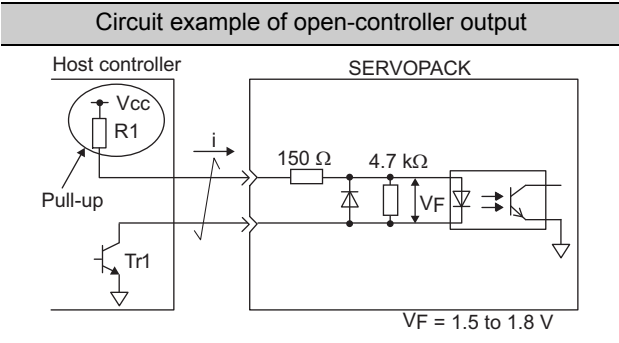 Circuit example of open-controller output
Host controller
SERVOPACK
Vcc
R1
i
150 Ω
4.7 kΩ
Pull-up
VF
Tr1
VF = 1.5 to 1.8 V